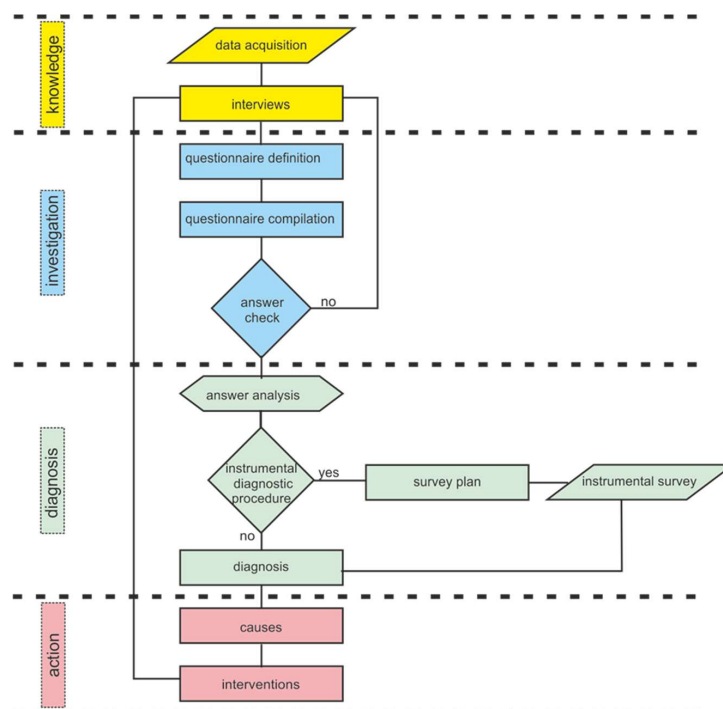 knowledge
data acquisition
interviews
investigation
questionnaire definition
questionnaire compilation
answer
check
no
diagnosis
answer analysis
instrumental
diagnostic
procedure
yes
survey plan
instrumental survey
no
diagnosis
action
causes
interventions